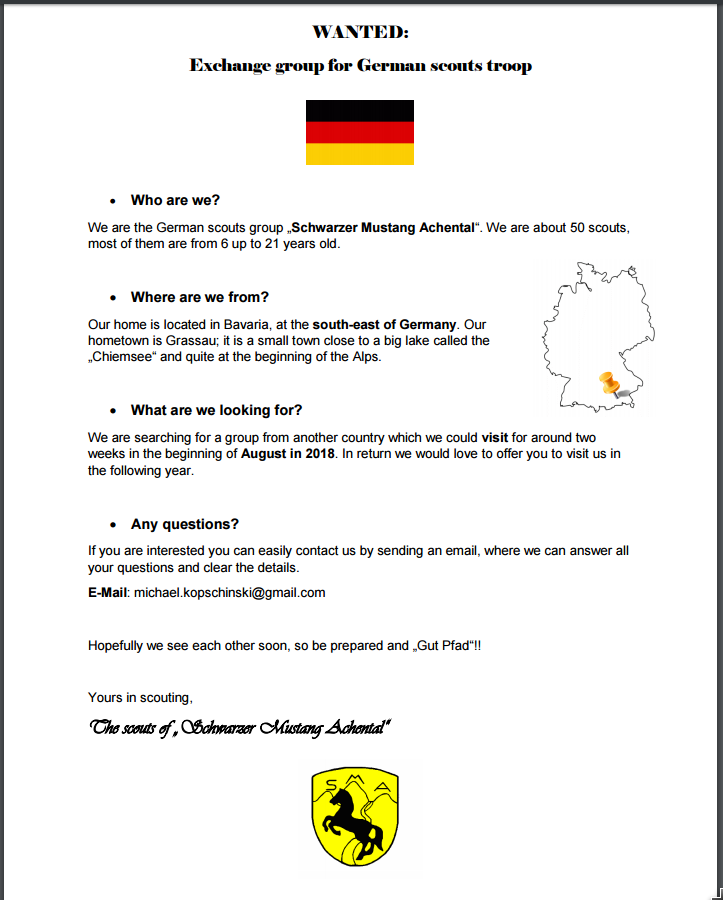 WANTED:
Exchange group for German scouts troop
• Who are we?
We are the German scouts group „Schwarzer Mustang Achental“. We are about 50 scouts,
most of them are from 6 up to 21 years old.
• Where are we from?
Our home is located in Bavaria, at the south-east of Germany. Our
hometown is Grassau; it is a small town close to a big lake called the
„Chiemsee“ and quite at the beginning of the Alps.
• What are we looking for?
We are searching for a group from another country which we could visit for around two
weeks in the beginning of August in 2018. In return we would love to offer you to visit us in
the following year.
• Any questions?
If you are interested you can easily contact us by sending an email, where we can answer all
your questions and clear the details.
E-Mail: michael.kopschinski@gmail.com
Hopefully we see each other soon, so be prepared and „Gut Pfad“!!
Yours in scouting,
The scouts of „Schwarzer Mustang Achental“
S M A